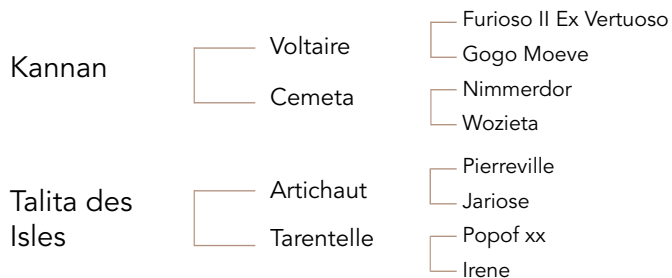 Kannan
Voltaire
Furioso II Ex Vertuoso
Gogo Moeve
Cemeta
Nimmerdor
Wozieta
Talita des
Isles
Artichaut
Pierreville
Jariose
Tarentelle
Popof xx
Irene